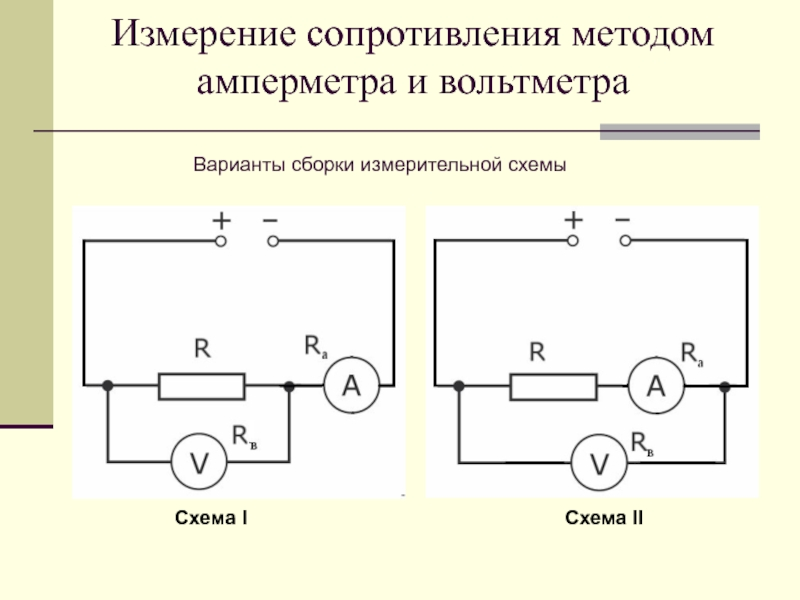 Измерение сопротивления методом
амперметра и вольтметра
Варианты сборки измерительной схемы
+ −
R
Rа
A
Rв
V
Схема I
+ −
R
Rа
A
Rв
V
Схема II